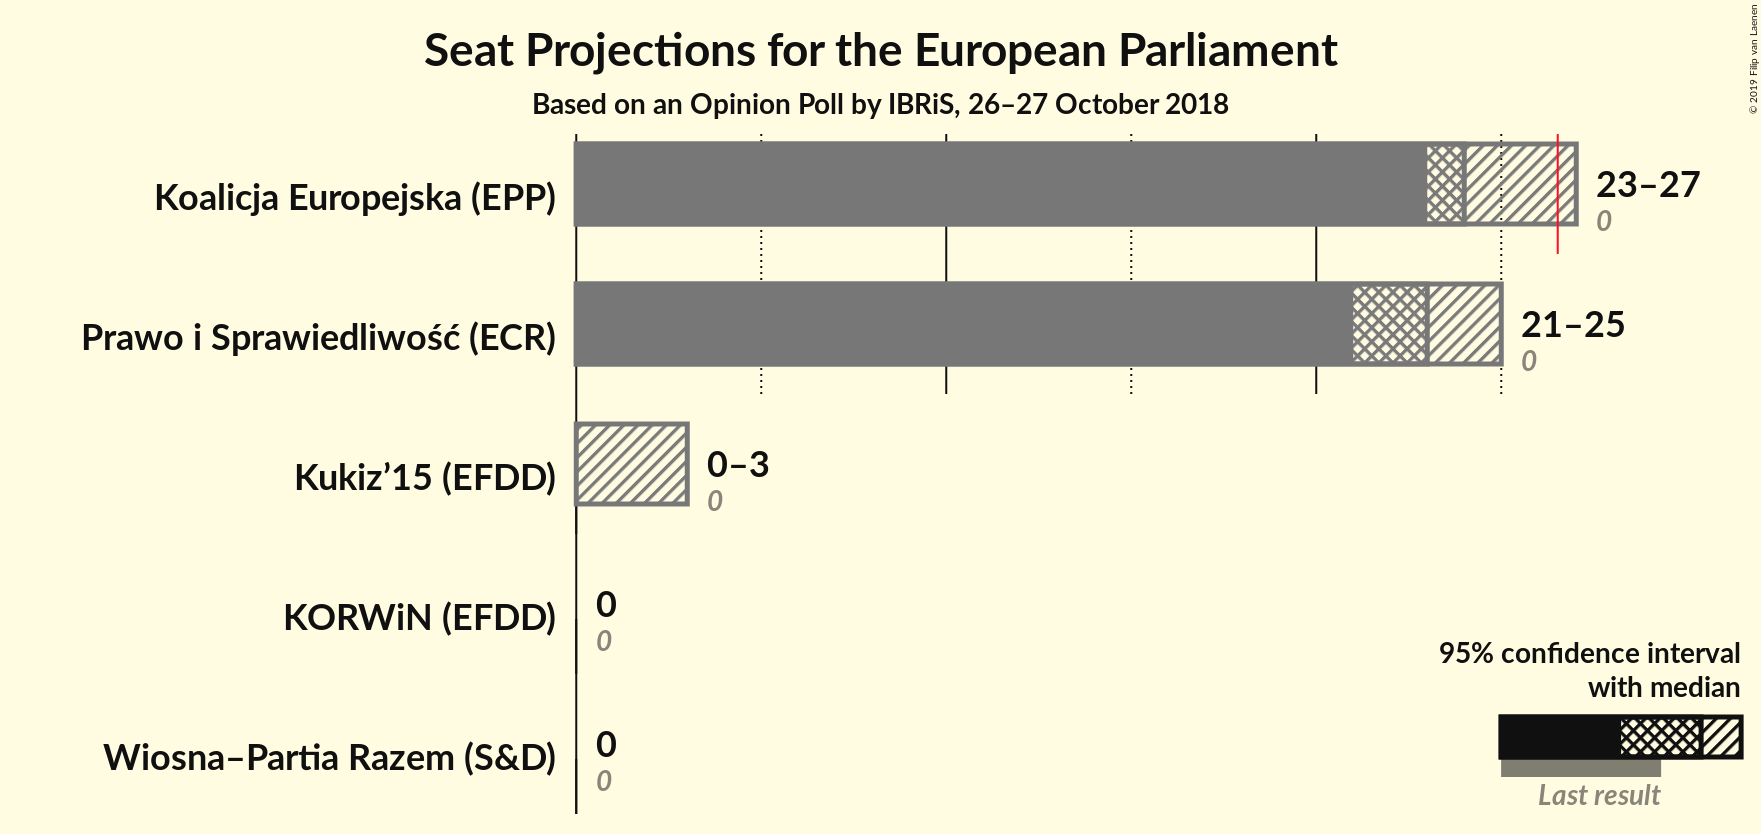 Seat Projections for the European Parliament
Based on an Opinion Poll by IBRiS, 26–27 October 2018
© 2019 Filip van Laenen
Koalicja Europejska (EPP)
23–27
0
Prawo i Sprawiedliwość (ECR)
21–25
0
Kukiz’15 (EFDD)
0–3
0
KORWiN (EFDD)
0
0
Wiosna–Partia Razem (S&D)
0
0
95% confidence interval
with median
Last result